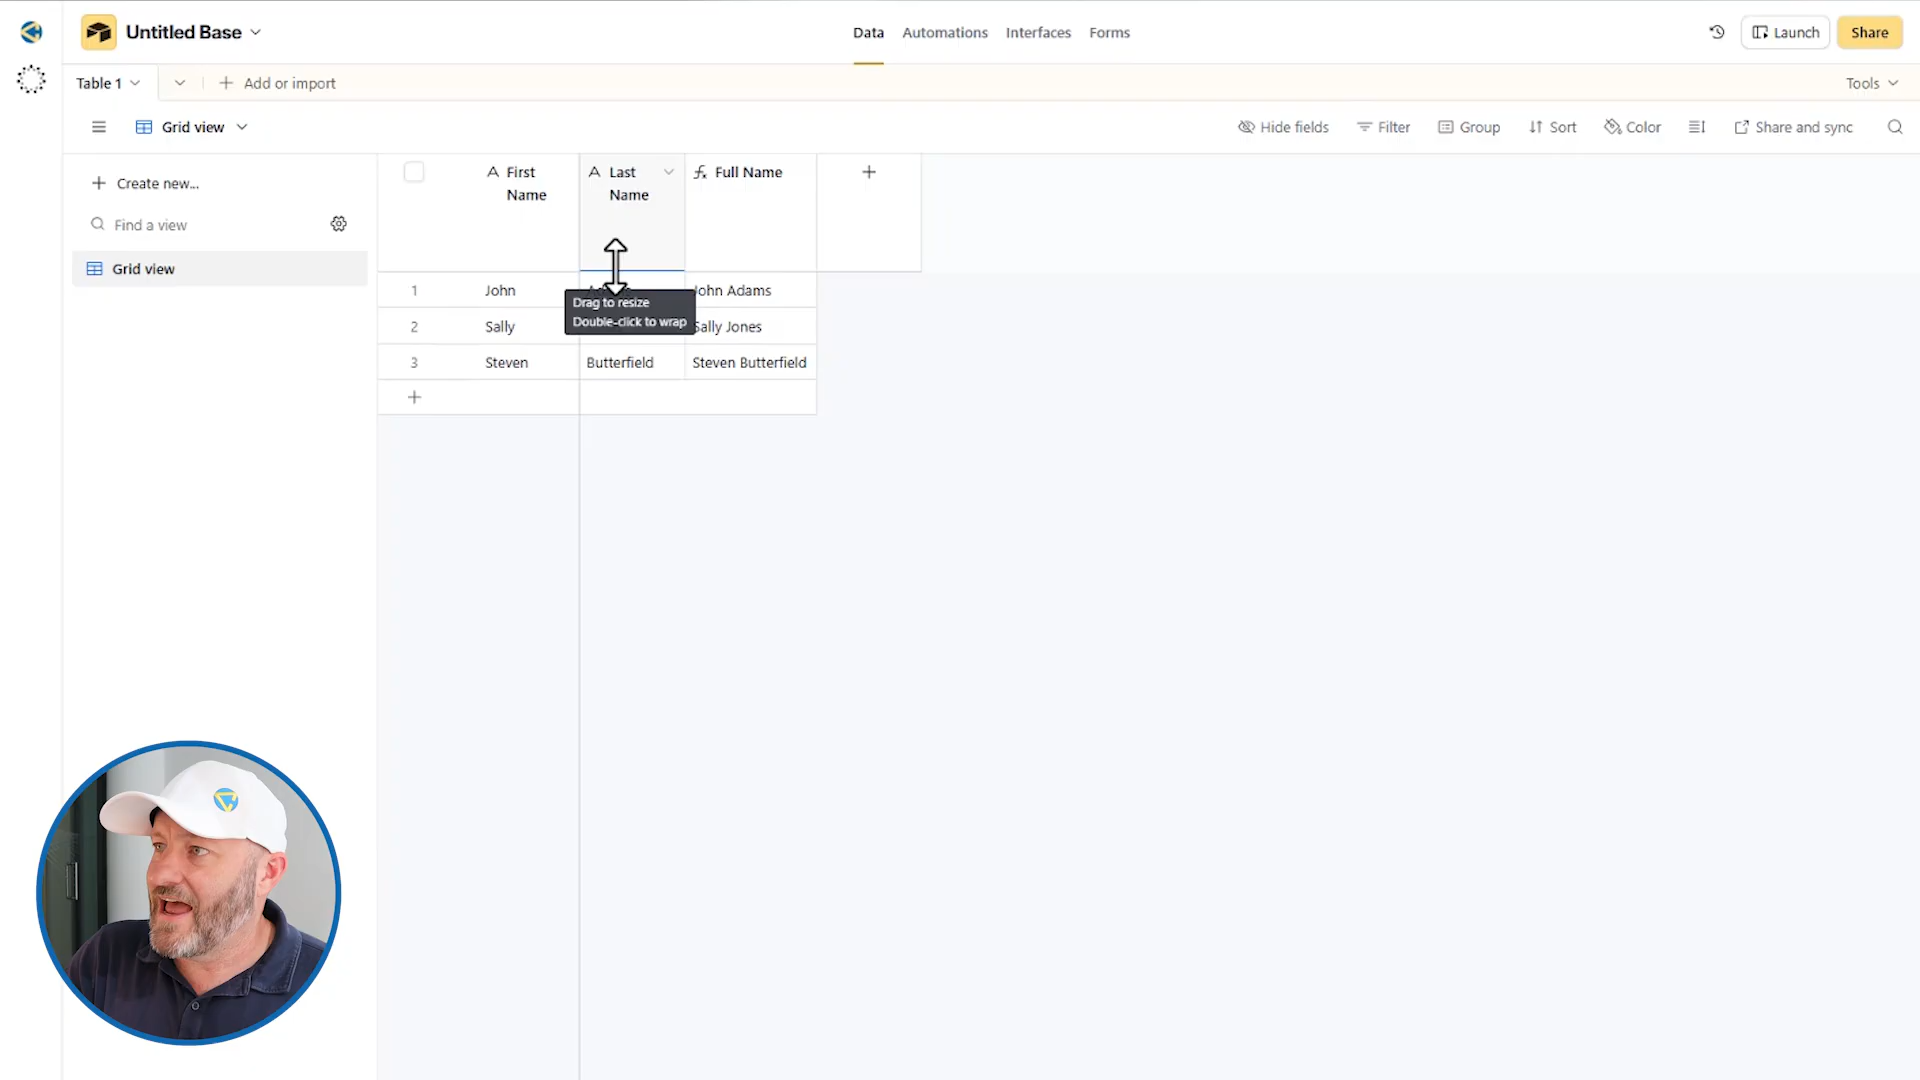 Untitled Base
Data
Automations
Interfaces
Forms
Launch
Share
Table 1
Add or import
Tools
Grid view
Hide fields
Filter
Group
Sort
Color
Share and sync
Create new...
Find a view
Grid view
First
Name
Last
Name
Full Name
1 John John Adams
Drag to resize
Double-click to wrap
2 Sally Sally Jones
3 Steven Butterfield Steven Butterfield